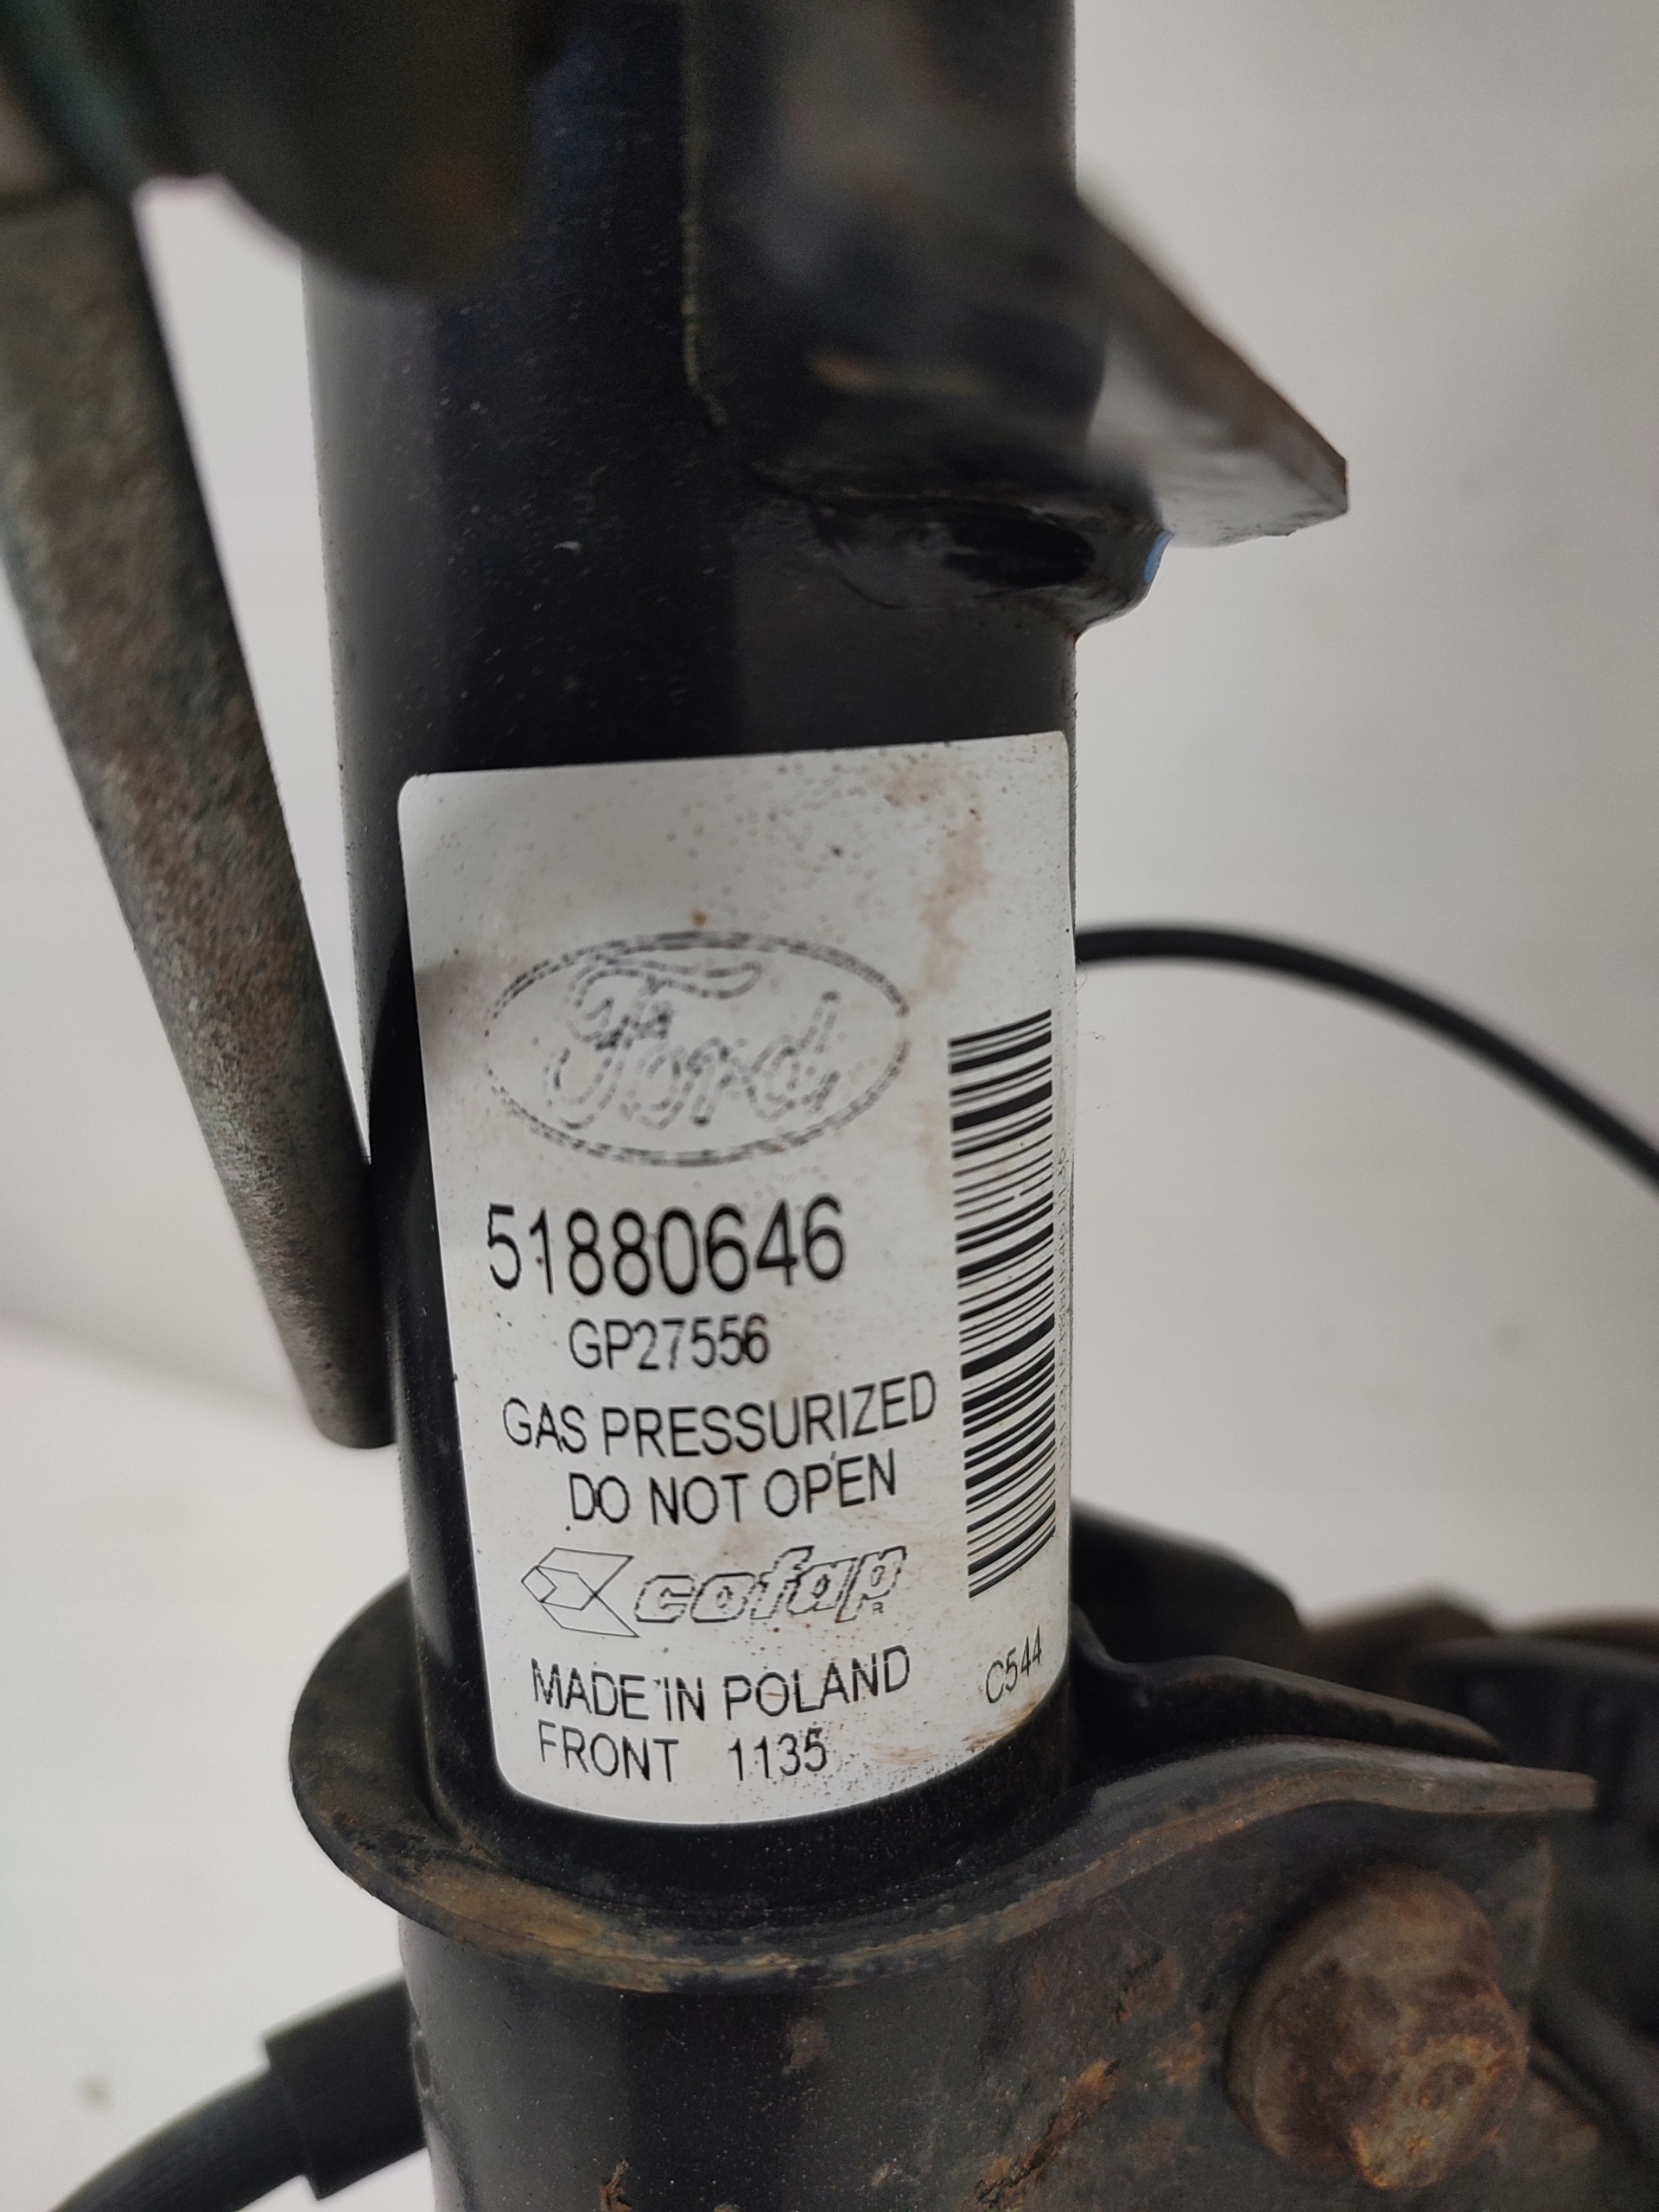 Ford
51880646
GP27556
GAS PRESSURIZED
DO NOT OPEN
cofap
R
MADE IN POLAND
FRONT 1135
C544